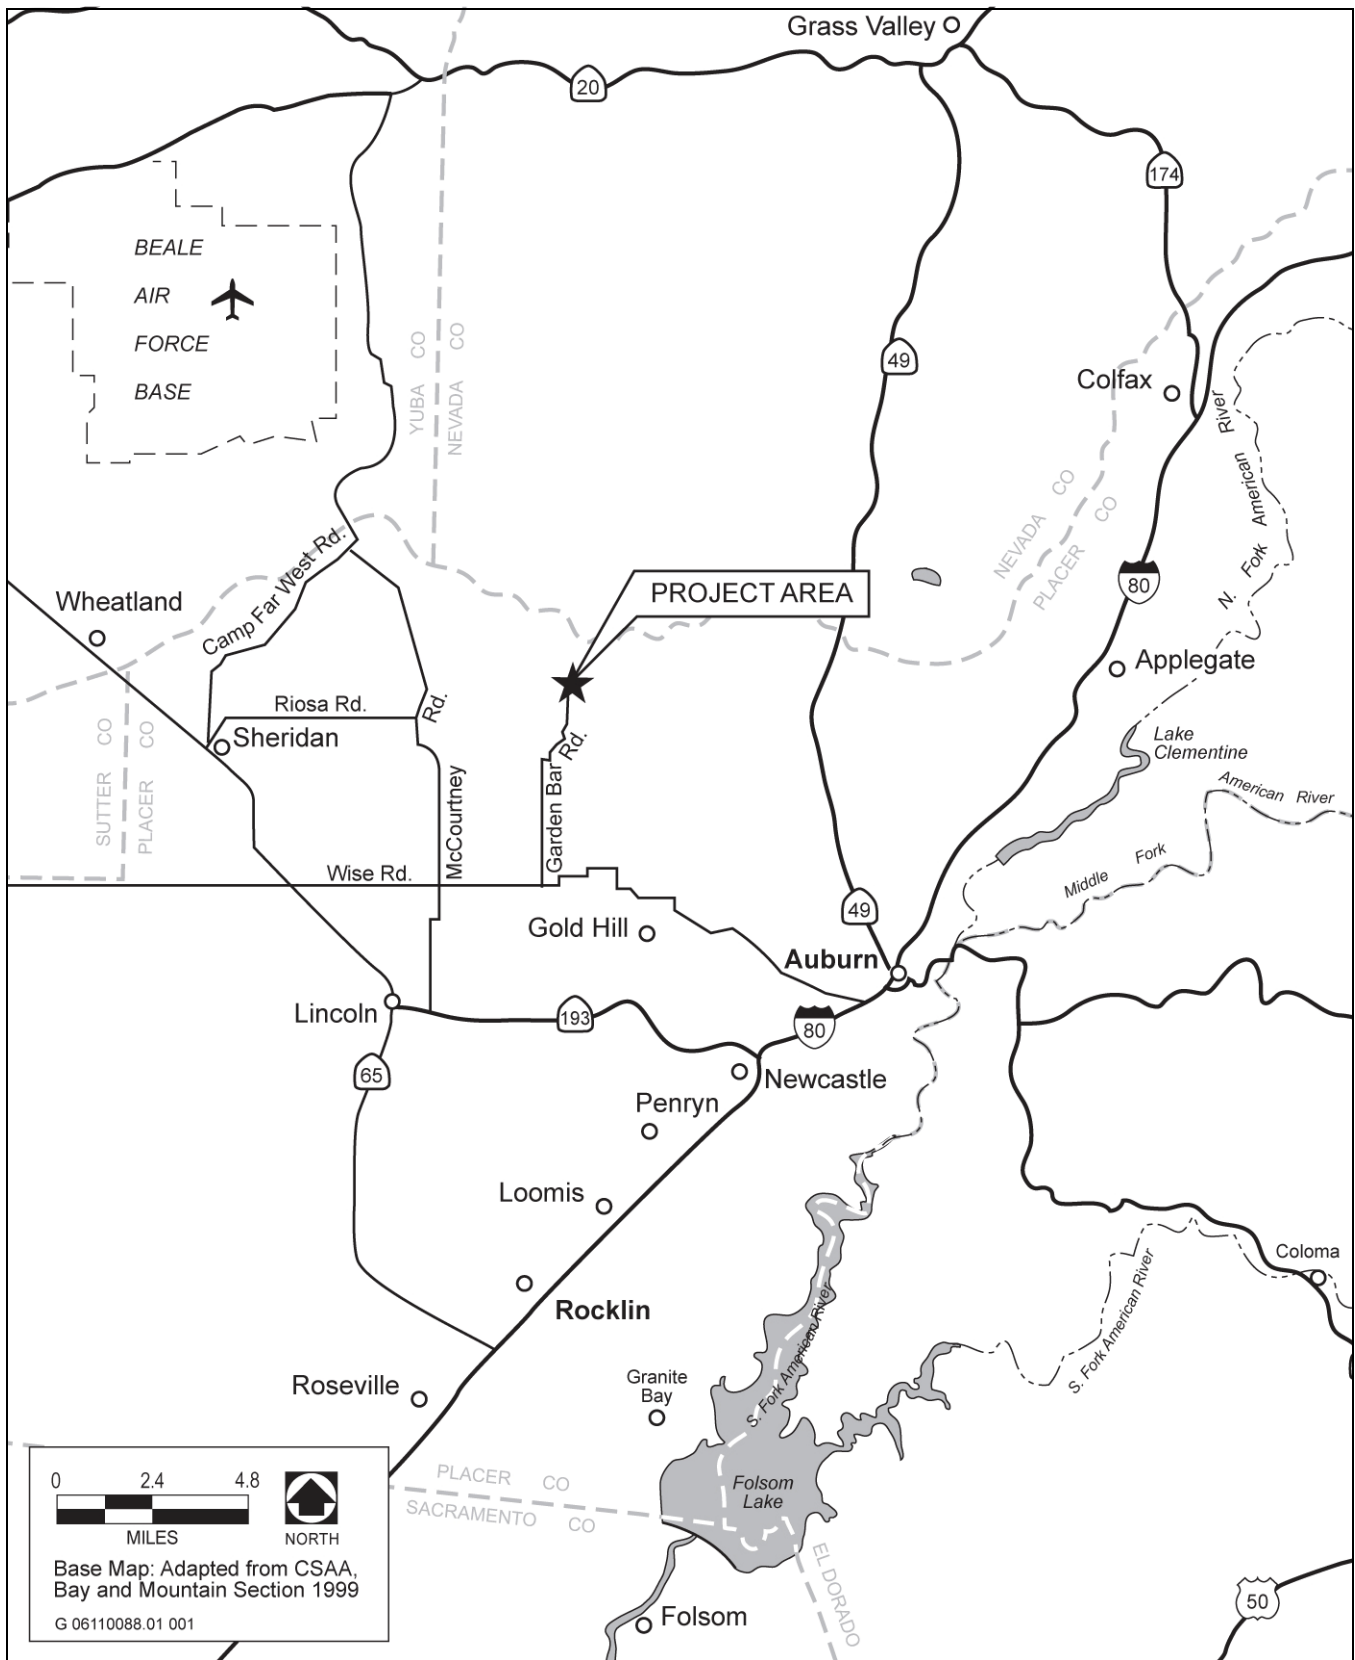 Grass Valley
20
174
BEALE
AIR
FORCE
BASE
YUBA CO
NEVADA CO
49
Colfax
N. Fork American River
NEVADA CO
PLACER CO
80
Camp Far West Rd.
Wheatland
PROJECT AREA
Applegate
Riosa Rd.
Sheridan
McCourtney Rd.
Garden Bar Rd.
SUTTER CO
PLACER CO
Lake
Clementine
American River
Middle Fork
Wise Rd.
49
Gold Hill
Auburn
Lincoln
193
80
65
Newcastle
Penryn
Loomis
Rocklin
Coloma
S. Fork American River
S. Fork American River
Roseville
Granite
Bay
PLACER CO
SACRAMENTO CO
Folsom
Lake
EL DORADO
Folsom
50
0 2.4 4.8
MILES
NORTH
Base Map: Adapted from CSAA,
Bay and Mountain Section 1999
G 06110088.01 001